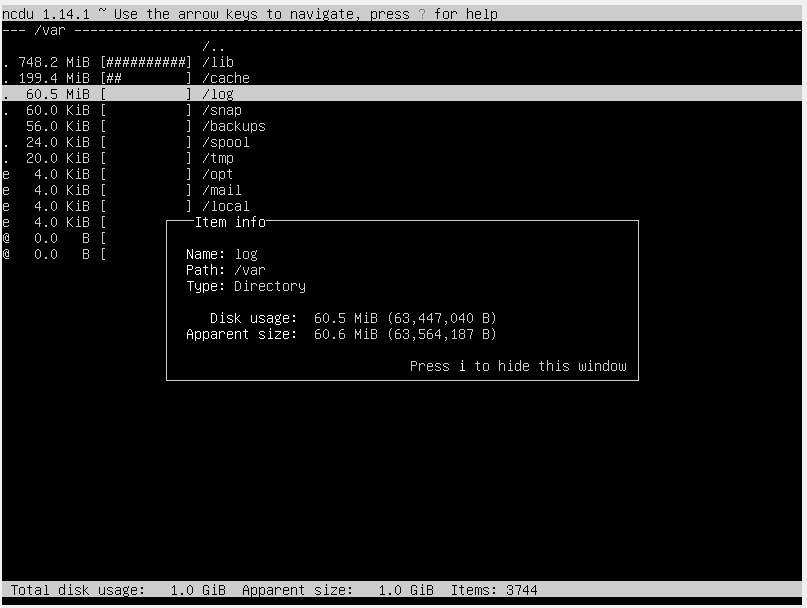 ncdu 1.14.1 ~ Use the arrow keys to navigate, press ? for help
--- /var ---------------------------------------------------------------------------------------------
                         /..
. 748.2 MiB [##########] /lib
. 199.4 MiB [##        ] /cache
.  60.5 MiB [          ] /log
.  60.0 KiB [          ] /snap
   56.0 KiB [          ] /backups
.  24.0 KiB [          ] /spool
.  20.0 KiB [          ] /tmp
e   4.0 KiB [          ] /opt
e   4.0 KiB [          ] /mail
e   4.0 KiB [          ] /local
e   4.0 KiB [ Item info
@   0.0   B [
@   0.0   B [ Name: log
Path: /var
Type: Directory
Disk usage:  60.5 MiB (63,447,040 B)
Apparent size:  60.6 MiB (63,564,187 B)
Press i to hide this window
Total disk usage:   1.0 GiB  Apparent size:   1.0 GiB  Items: 3744